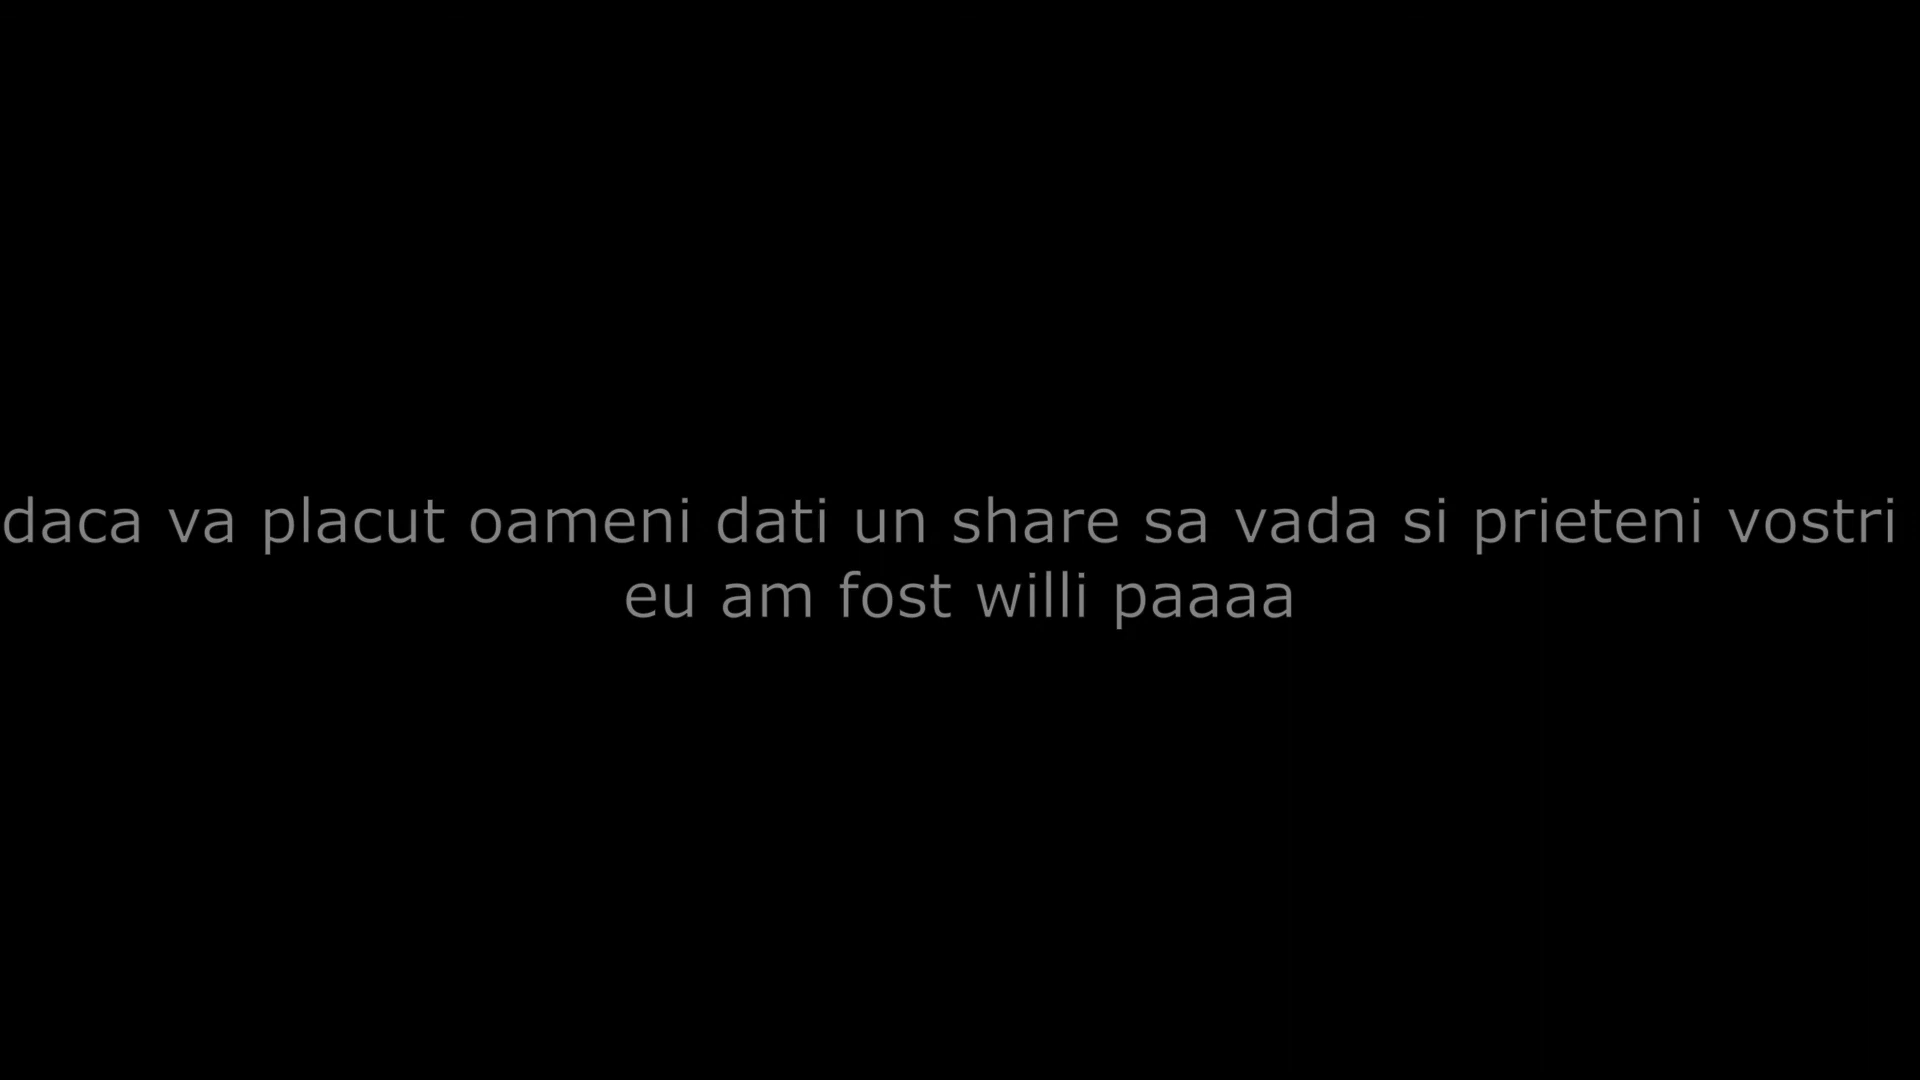 daca va placut oameni dati un share sa vada si prieteni vostri
eu am fost willi paaaa